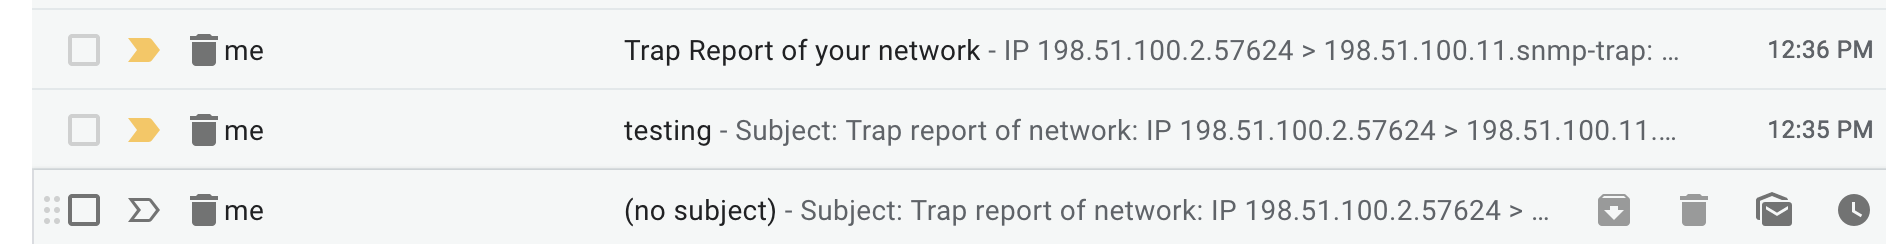 me Trap Report of your network - IP 198.51.100.2.57624 > 198.51.100.11.snmp-trap: ... 12:36 PM
me testing - Subject: Trap report of network: IP 198.51.100.2.57624 > 198.51.100.11.... 12:35 PM
me (no subject) - Subject: Trap report of network: IP 198.51.100.2.57624 > ...